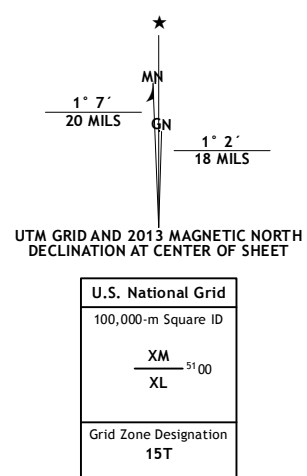 ★
MN
1° 7´
20 MILS
GN
1° 2´
18 MILS
UTM GRID AND 2013 MAGNETIC NORTH
DECLINATION AT CENTER OF SHEET
U.S. National Grid
100,000-m Square ID
XM
5100
XL
Grid Zone Designation
15T